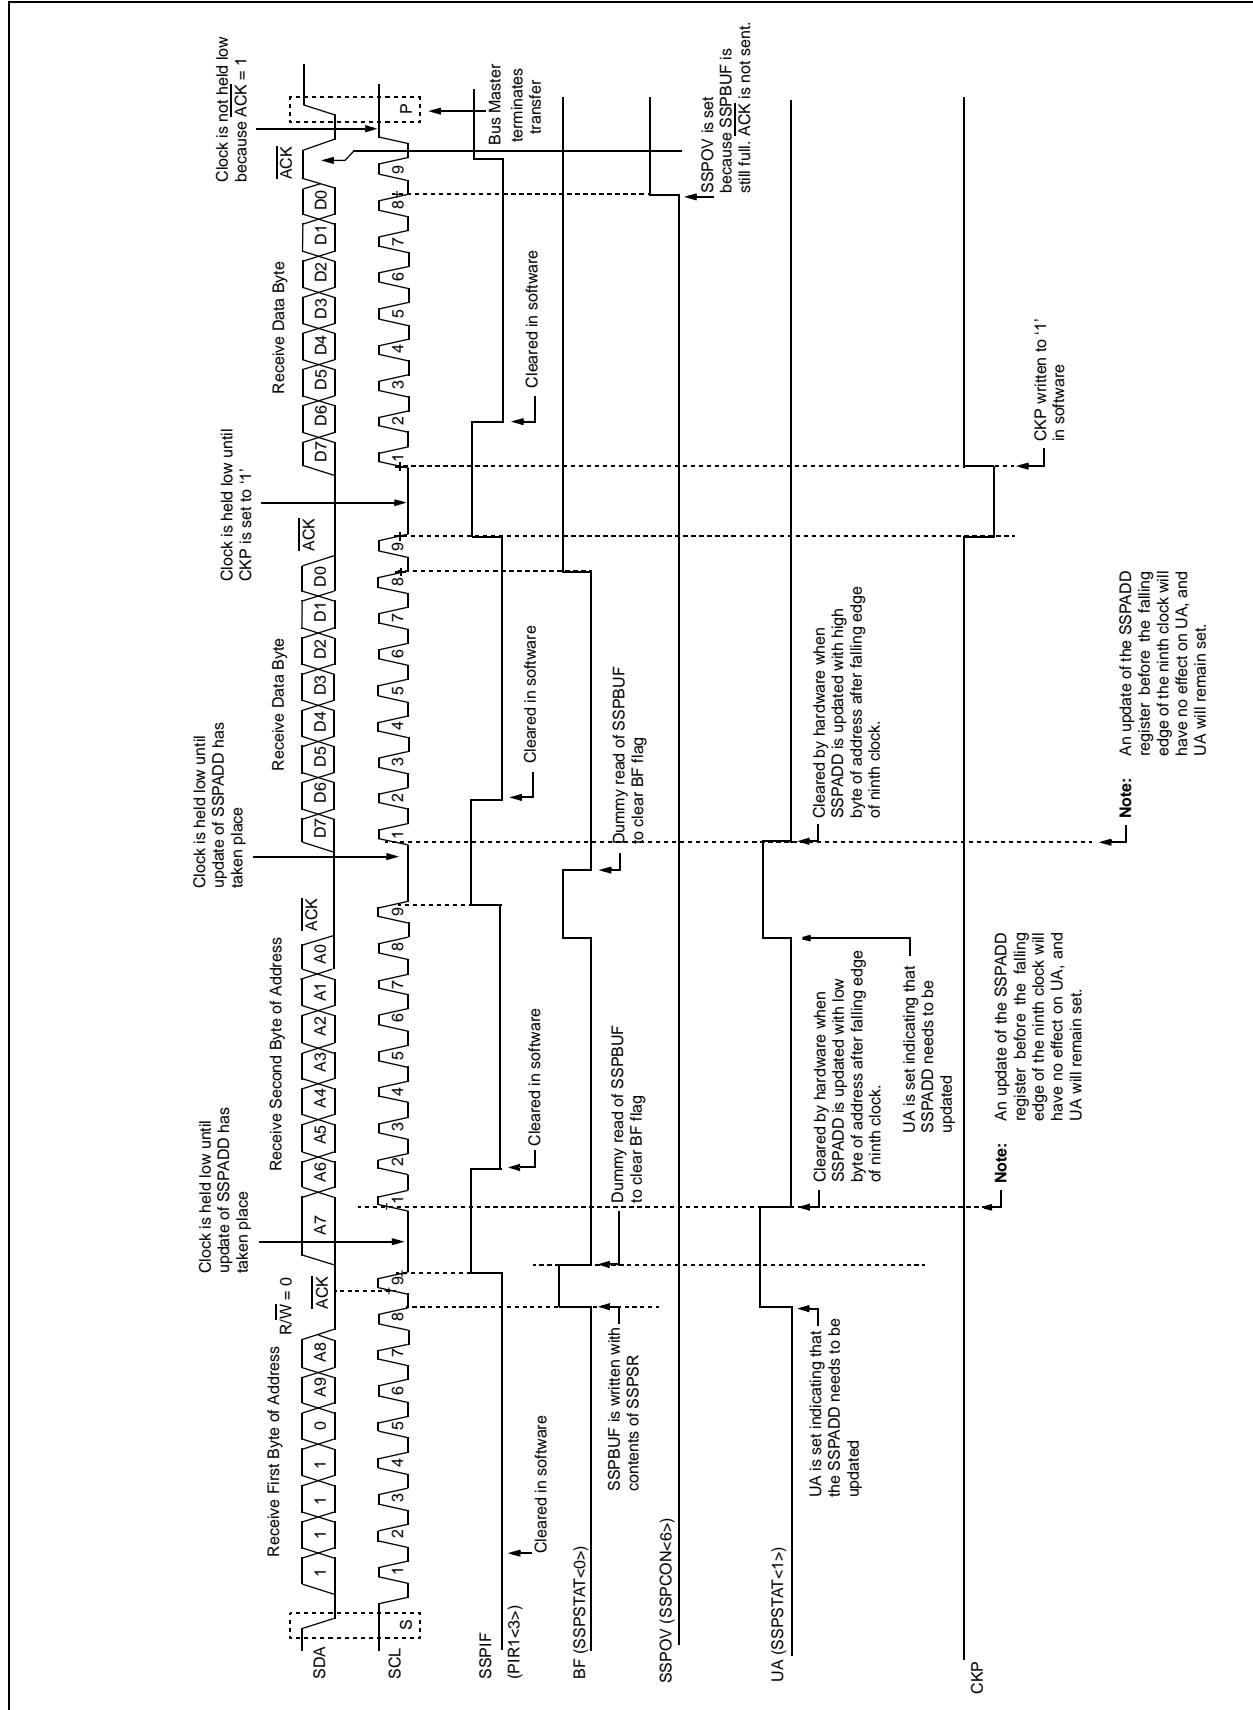 Receive First Byte of Address
R/W = 0
ACK
Clock is held low until
update of SSPADD has
taken place
Receive Second Byte of Address
ACK
Clock is held low until
update of SSPADD has
taken place
Receive Data Byte
ACK
Clock is held low until
CKP is set to ‘1’
Receive Data Byte
ACK
Clock is not held low
because ACK = 1
SDA
1 1 1 1 0 A9 A8
A7 A6 A5 A4 A3 A2 A1 A0
D7 D6 D5 D4 D3 D2 D1 D0
D7 D6 D5 D4 D3 D2 D1 D0
SCL
S
1 2 3 4 5 6 7 8 9
1 2 3 4 5 6 7 8 9
1 2 3 4 5 6 7 8 9
1 2 3 4 5 6 7 8 9
P
Bus Master
terminates
transfer
SSPIF
(PIR1<3>)
Cleared in software
Cleared in software
Cleared in software
Cleared in software
BF (SSPSTAT<0>)
SSPBUF is written with
contents of SSPSR
Dummy read of SSPBUF
to clear BF flag
Dummy read of SSPBUF
to clear BF flag
SSPOV (SSPCON<6>)
SSPOV is set
because SSPBUF is
still full. ACK is not sent.
UA (SSPSTAT<1>)
UA is set indicating that
the SSPADD needs to be
updated
Cleared by hardware when
SSPADD is updated with low
byte of address after falling edge
of ninth clock.
UA is set indicating that
SSPADD needs to be
updated
Cleared by hardware when
SSPADD is updated with high
byte of address after falling edge
of ninth clock.
CKP
CKP written to ‘1’
in software
Note: An update of the SSPADD
register before the falling
edge of the ninth clock will
have no effect on UA, and
UA will remain set.
Note: An update of the SSPADD
register before the falling
edge of the ninth clock will
have no effect on UA, and
UA will remain set.